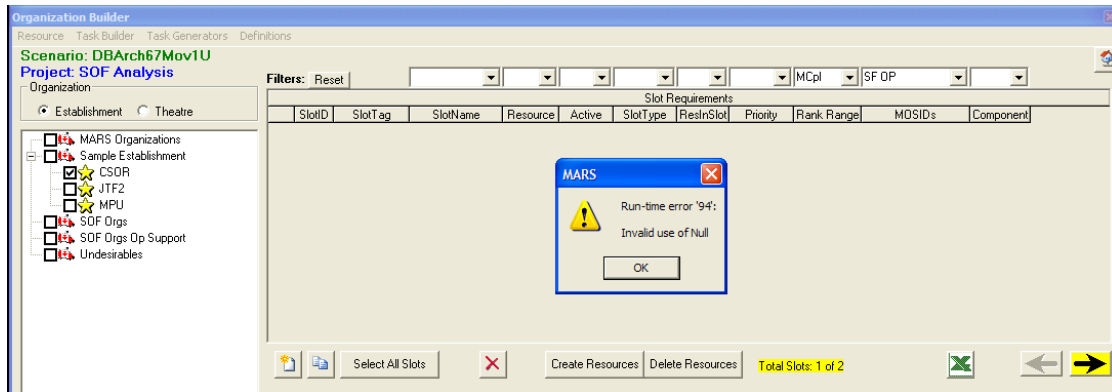 Organization Builder
Resource Task Builder Task Generators Definitions
Scenario: DBArch67Mov1U
Project: SOF Analysis
Organization
Establishment Theatre
MARS Organizations
Sample Establishment
CSOR
JTF2
MPU
SOF Orgs
SOF Orgs Op Support
Undesirables
Filters: Reset MCpl SF OP
Slot Requirements
SlotID SlotTag SlotName Resource Active SlotType ResInSlot Priority Rank Range MOSIDs Component
MARS
Run-time error '94':
Invalid use of Null
OK
Select All Slots Create Resources Delete Resources Total Slots: 1 of 2